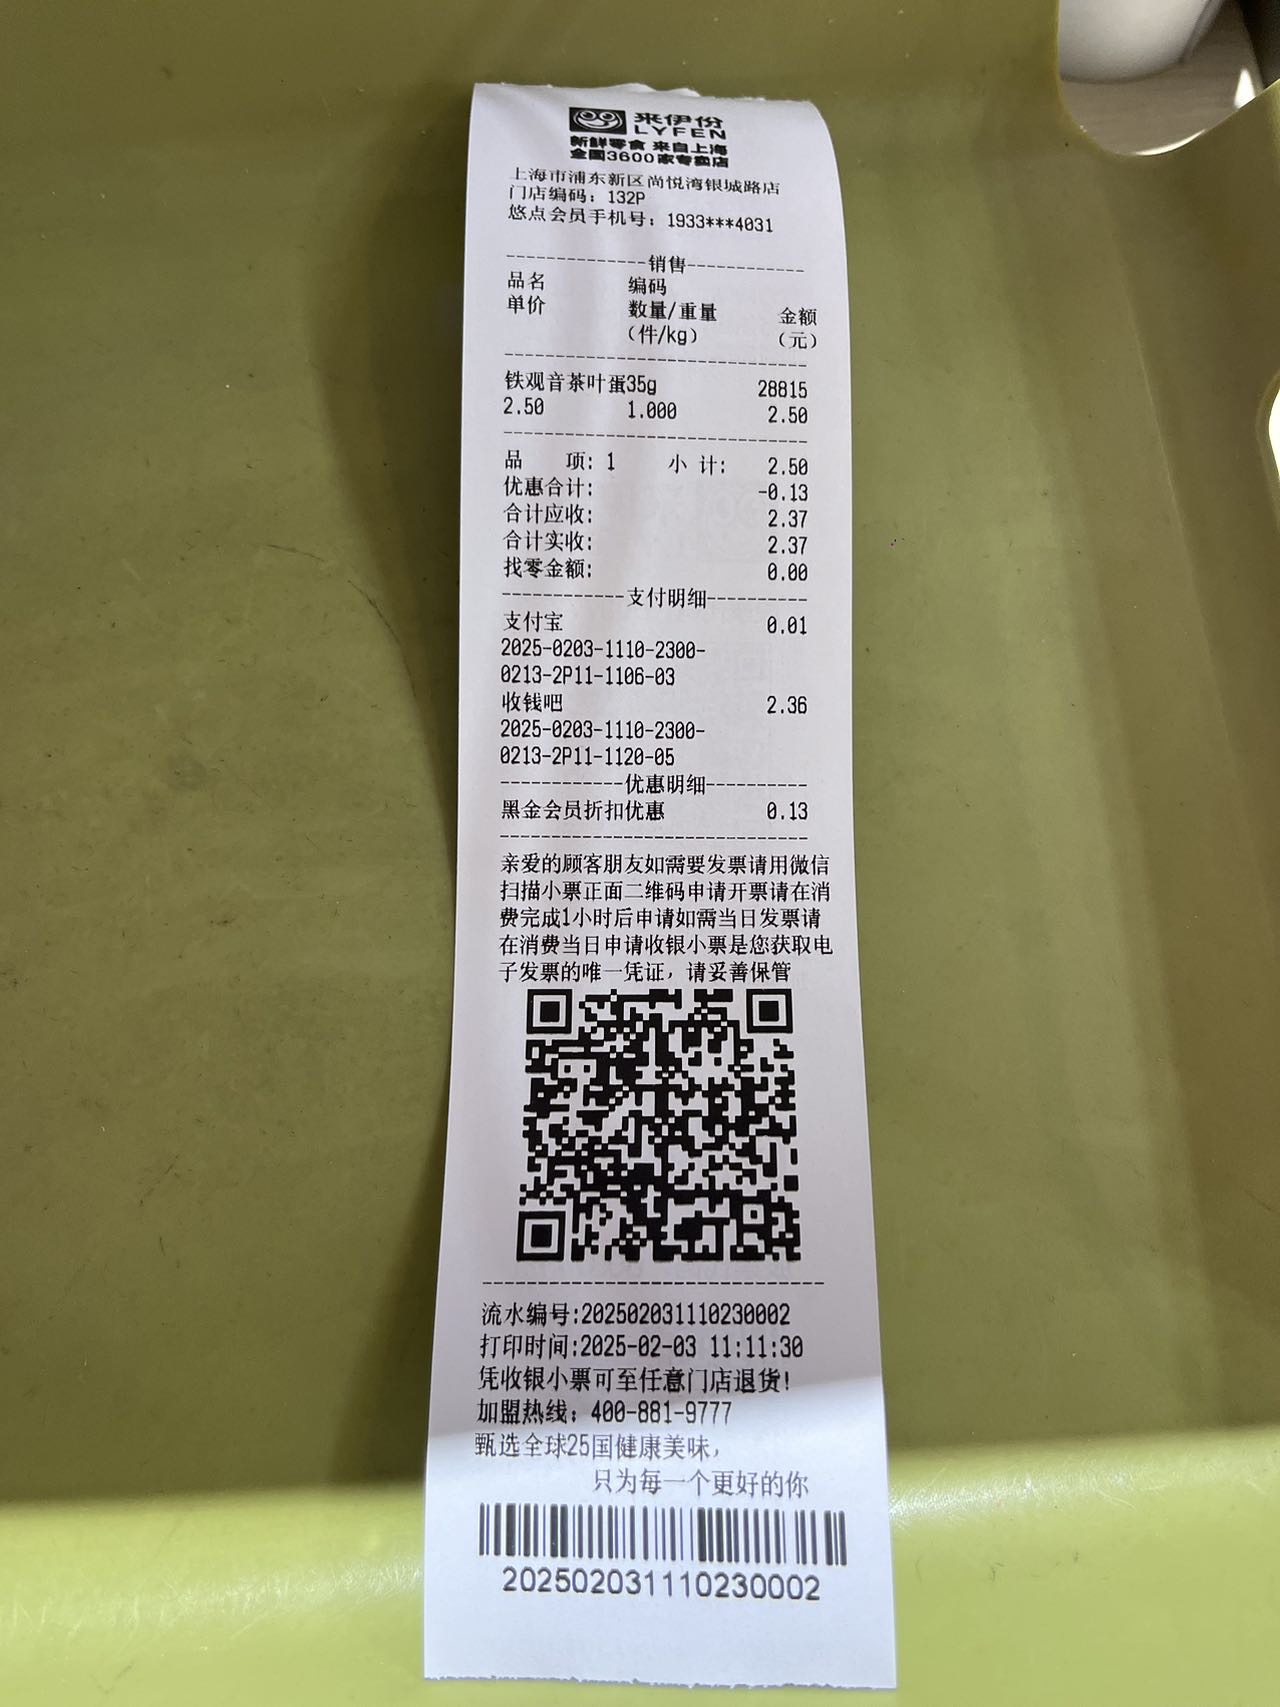 来伊份
LYFEN
新鲜零食 来自上海
全国3600家专卖店
上海市浦东新区尚悦湾银城路店
门店编码：132P
悠点会员手机号：1933***4031
--------------销售------------
品名 编码
单价 数量/重量 金额
（件/kg） （元）
------------------------------
铁观音茶叶蛋35g 28815
2.50 1.000 2.50
------------------------------
品 项：1 小 计： 2.50
优惠合计： -0.13
合计应收： 2.37
合计实收： 2.37
找零金额： 0.00
------------支付明细----------
支付宝 0.01
2025-0203-1110-2300-
0213-2P11-1106-03
收钱吧 2.36
2025-0203-1110-2300-
0213-2P11-1120-05
------------优惠明细----------
黑金会员折扣优惠 0.13
------------------------------
亲爱的顾客朋友如需要发票请用微信
扫描小票正面二维码申请开票请在消
费完成1小时后申请如需当日发票请
在消费当日申请收银小票是您获取电
子发票的唯一凭证，请妥善保管
------------------------------
流水编号:202502031110230002
打印时间:2025-02-03 11:11:30
凭收银小票可至任意门店退货!
加盟热线：400-881-9777
甄选全球25国健康美味，
只为每一个更好的你
202502031110230002